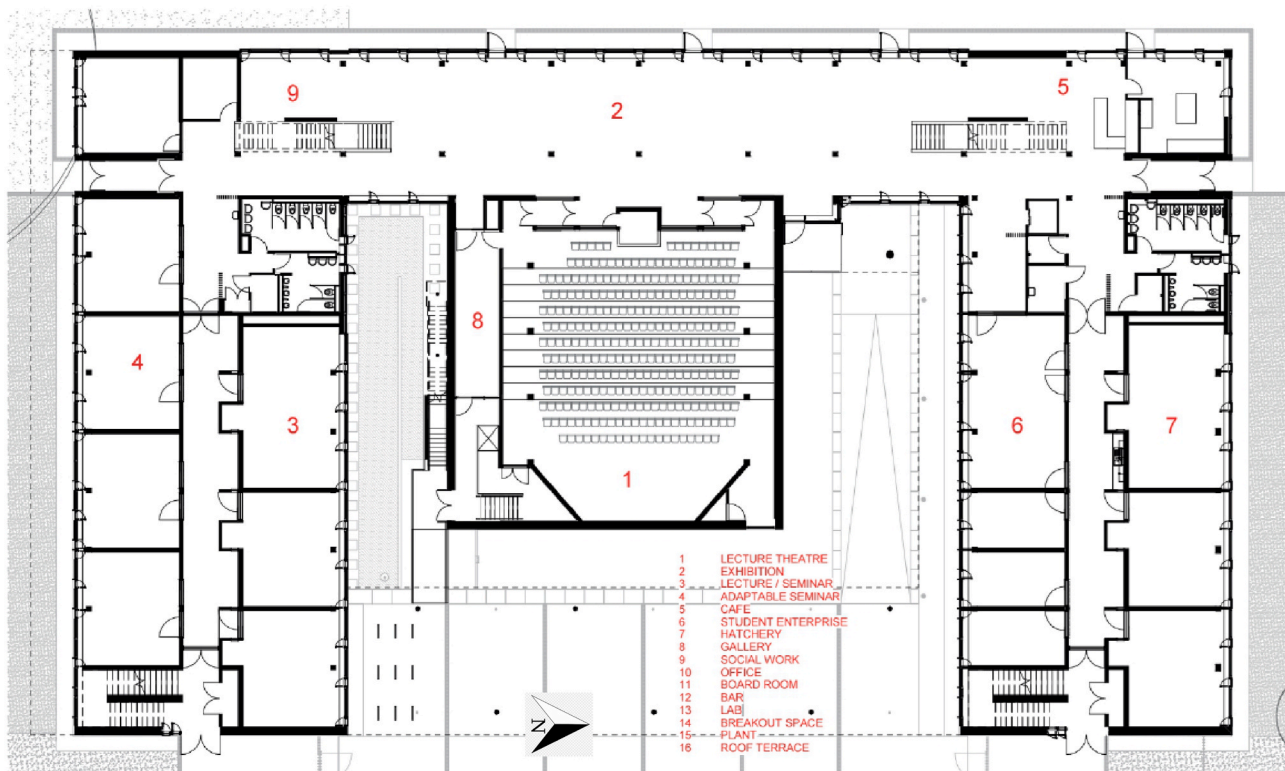 9
5
2
4
8
3
6
7
1
1 LECTURE THEATRE
2 EXHIBITION
3 LECTURE / SEMINAR
4 ADAPTABLE SEMINAR
5 CAFE
6 STUDENT ENTERPRISE
7 HATCHERY
8 GALLERY
9 SOCIAL WORK
10 OFFICE
11 BOARD ROOM
12 BAR
13 LAB
14 BREAKOUT SPACE
15 PLANT
16 ROOF TERRACE
N